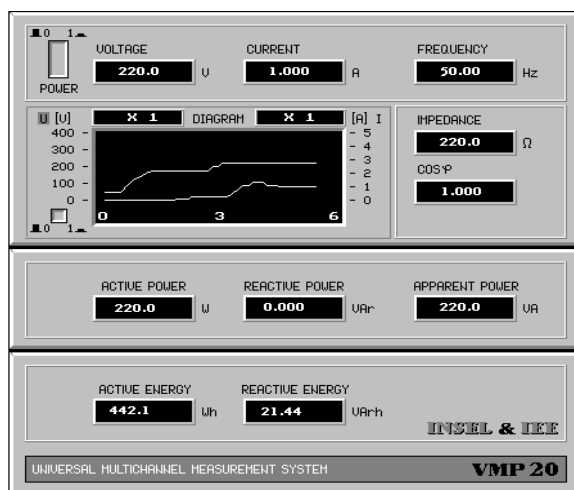 0 1
VOLTAGE CURRENT FREQUENCY
220.0 V 1.000 A 50.00 Hz
POWER
U [V] X 1 DIAGRAM X 1 [A] I
IMPEDANCE
400 - - 5
220.0 Ω
300 - - 4
- 3
200 -
- 2
COSφ
100 -
- 1
1.000
0 - - 0
0 3 6
0 1
ACTIVE POWER REACTIVE POWER APPARENT POWER
220.0 W 0.000 VAr 220.0 VA
ACTIVE ENERGY REACTIVE ENERGY
442.1 Wh 21.44 VArh
INSEL & IEE
UNIVERSAL MULTICHANNEL MEASUREMENT SYSTEM VMP 20